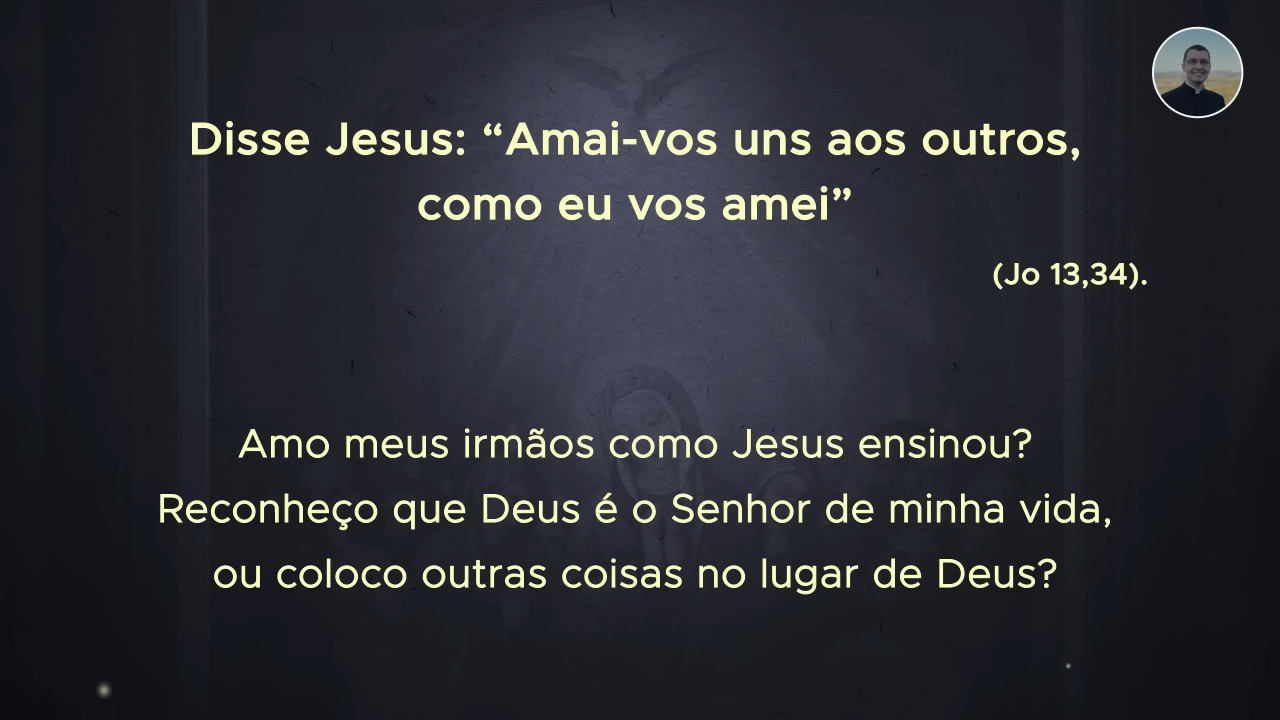 Disse Jesus: “Amai-vos uns aos outros,
como eu vos amei”
(Jo 13,34).
Amo meus irmãos como Jesus ensinou?
Reconheço que Deus é o Senhor de minha vida,
ou coloco outras coisas no lugar de Deus?